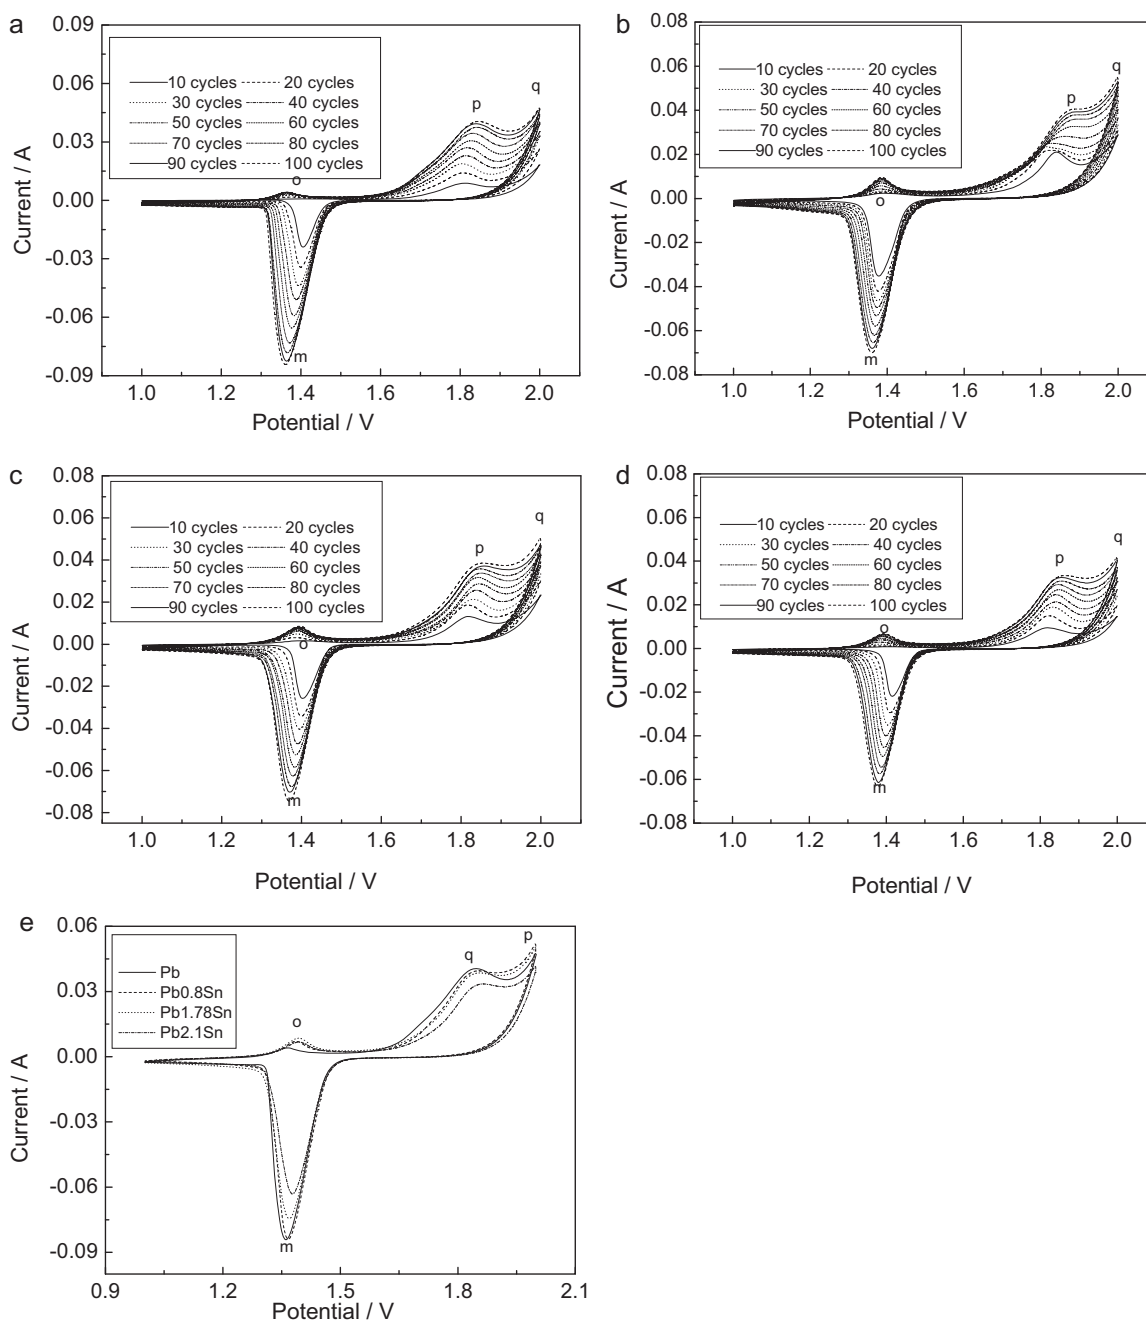 a
0.09
0.06
0.03
0.00
-0.03
-0.06
-0.09
Current / A
10 cycles 20 cycles
30 cycles 40 cycles
50 cycles 60 cycles
70 cycles 80 cycles
90 cycles 100 cycles
o
p
q
m
1.0 1.2 1.4 1.6 1.8 2.0
Potential / V
b
0.08
0.06
0.04
0.02
0.00
-0.02
-0.04
-0.06
-0.08
Current / A
10 cycles 20 cycles
30 cycles 40 cycles
50 cycles 60 cycles
70 cycles 80 cycles
90 cycles 100 cycles
o
p
q
m
1.0 1.2 1.4 1.6 1.8 2.0
Potential / V
c
0.08
0.06
0.04
0.02
0.00
-0.02
-0.04
-0.06
-0.08
Current / A
10 cycles 20 cycles
30 cycles 40 cycles
50 cycles 60 cycles
70 cycles 80 cycles
90 cycles 100 cycles
o
p
q
m
1.0 1.2 1.4 1.6 1.8 2.0
Potential / V
d
0.08
0.06
0.04
0.02
0.00
-0.02
-0.04
-0.06
-0.08
Current / A
10 cycles 20 cycles
30 cycles 40 cycles
50 cycles 60 cycles
70 cycles 80 cycles
90 cycles 100 cycles
o
p
q
m
1.0 1.2 1.4 1.6 1.8 2.0
Potential / V
e
0.06
0.03
0.00
-0.03
-0.06
-0.09
Current / A
Pb
Pb0.8Sn
Pb1.78Sn
Pb2.1Sn
o
q
p
m
0.9 1.2 1.5 1.8 2.1
Potential / V